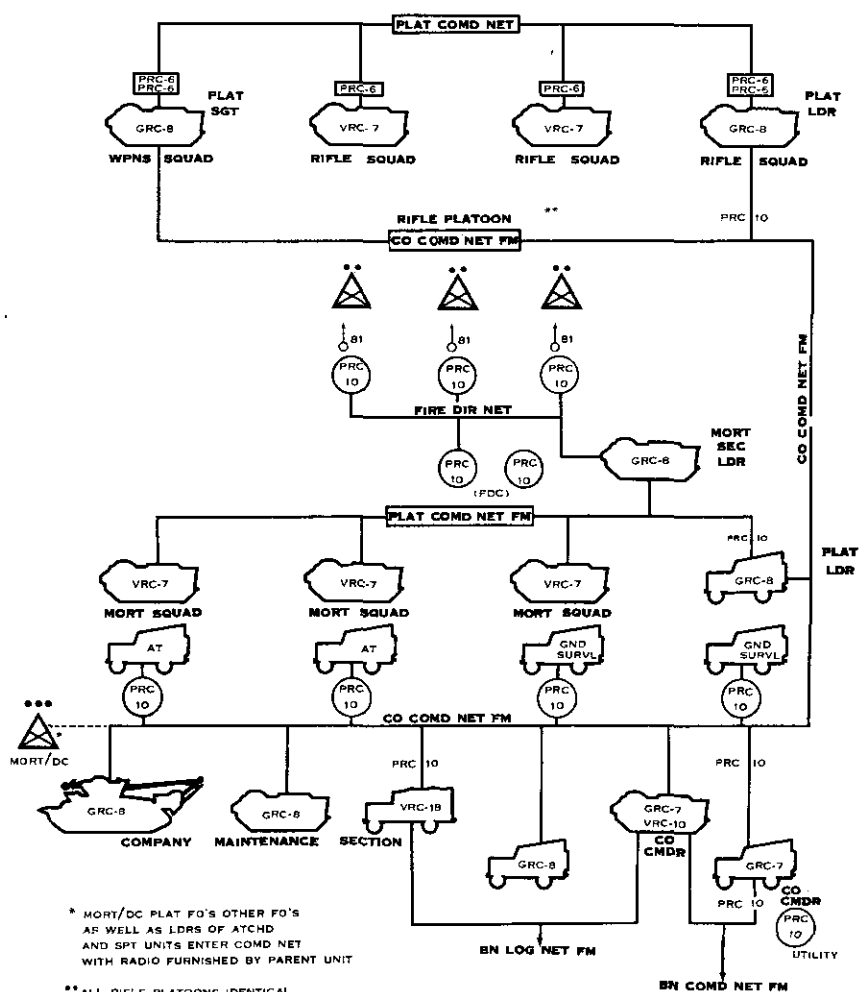 PLAT COMD NET
PRC-6
PRC-6
PLAT
SGT
PRC-6
PRC-6
PRC-6
PRC-6
PLAT
LDR
GRC-8
VRC-7
VRC-7
GRC-8
WPNS SQUAD
RIFLE SQUAD
RIFLE SQUAD
RIFLE SQUAD
RIFLE PLATOON **
PRC 10
CO COMD NET FM
CO COMD NET FM
81
81
81
PRC
10
PRC
10
PRC
10
FIRE DIR NET
MORT
SEC
LDR
PRC
10
PRC
10
(FDC)
GRC-8
PLAT COMD NET FM
PRC 10
PLAT
LDR
VRC-7
VRC-7
VRC-7
GRC-8
MORT SQUAD
MORT SQUAD
MORT SQUAD
AT
AT
GND
SURVL
GND
SURVL
PRC
10
PRC
10
PRC
10
PRC
10
CO COMD NET FM
*
MORT/DC
PRC 10
PRC 10
GRC-8
GRC-8
VRC-18
GRC-8
GRC-7
VRC-10
GRC-7
COMPANY
MAINTENANCE
SECTION
CO
CMDR
CO
CMDR
PRC 10
PRC
10
UTILITY
* MORT/DC PLAT FO'S OTHER FO'S
AS WELL AS LDRS OF ATCHD
AND SPT UNITS ENTER COMD NET
WITH RADIO FURNISHED BY PARENT UNIT
BN LOG NET FM
BN COMD NET FM
** ALL RIFLE PLATOONS IDENTICAL